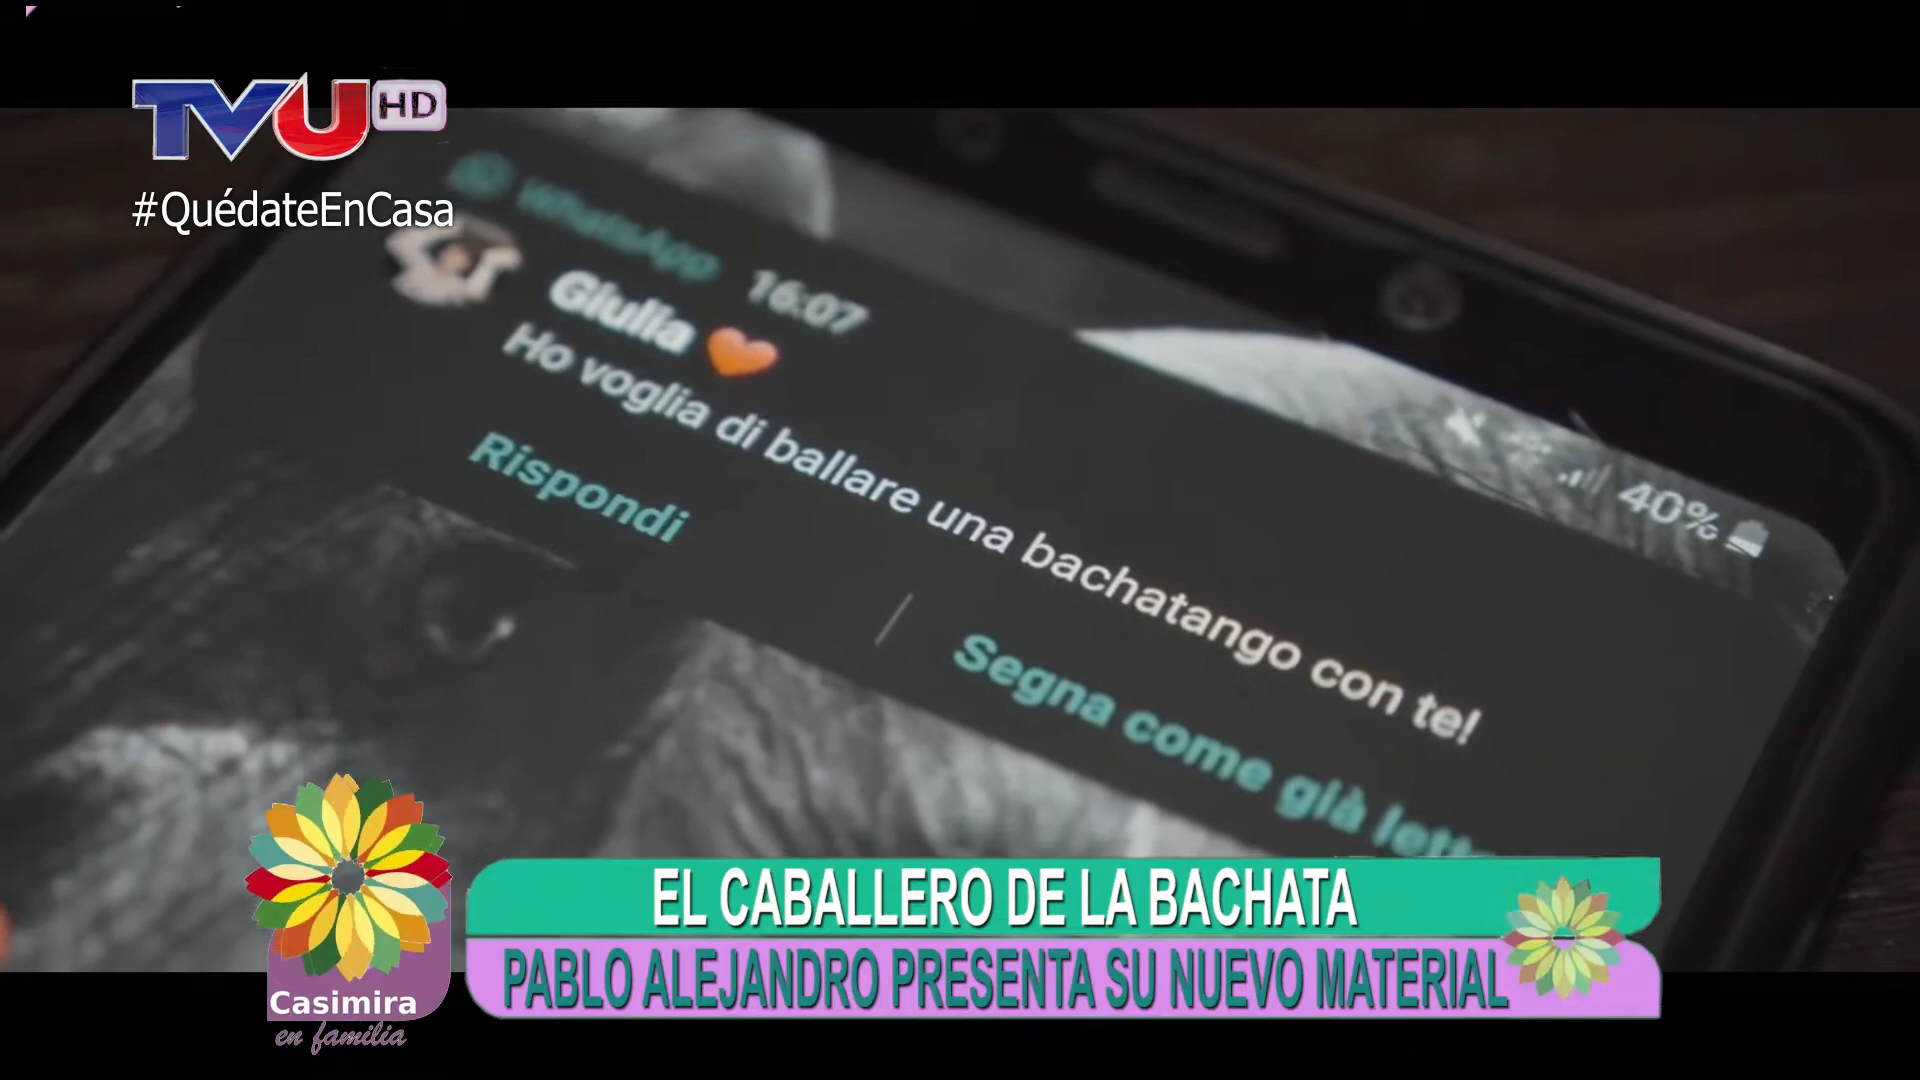 TVU HD
#QuédateEnCasa
WhatsApp 16:07
Giulia
Ho voglia di ballare una bachatango con te!
Rispondi
Segna come già letto
40%
EL CABALLERO DE LA BACHATA
PABLO ALEJANDRO PRESENTA SU NUEVO MATERIAL
Casimira
en familia